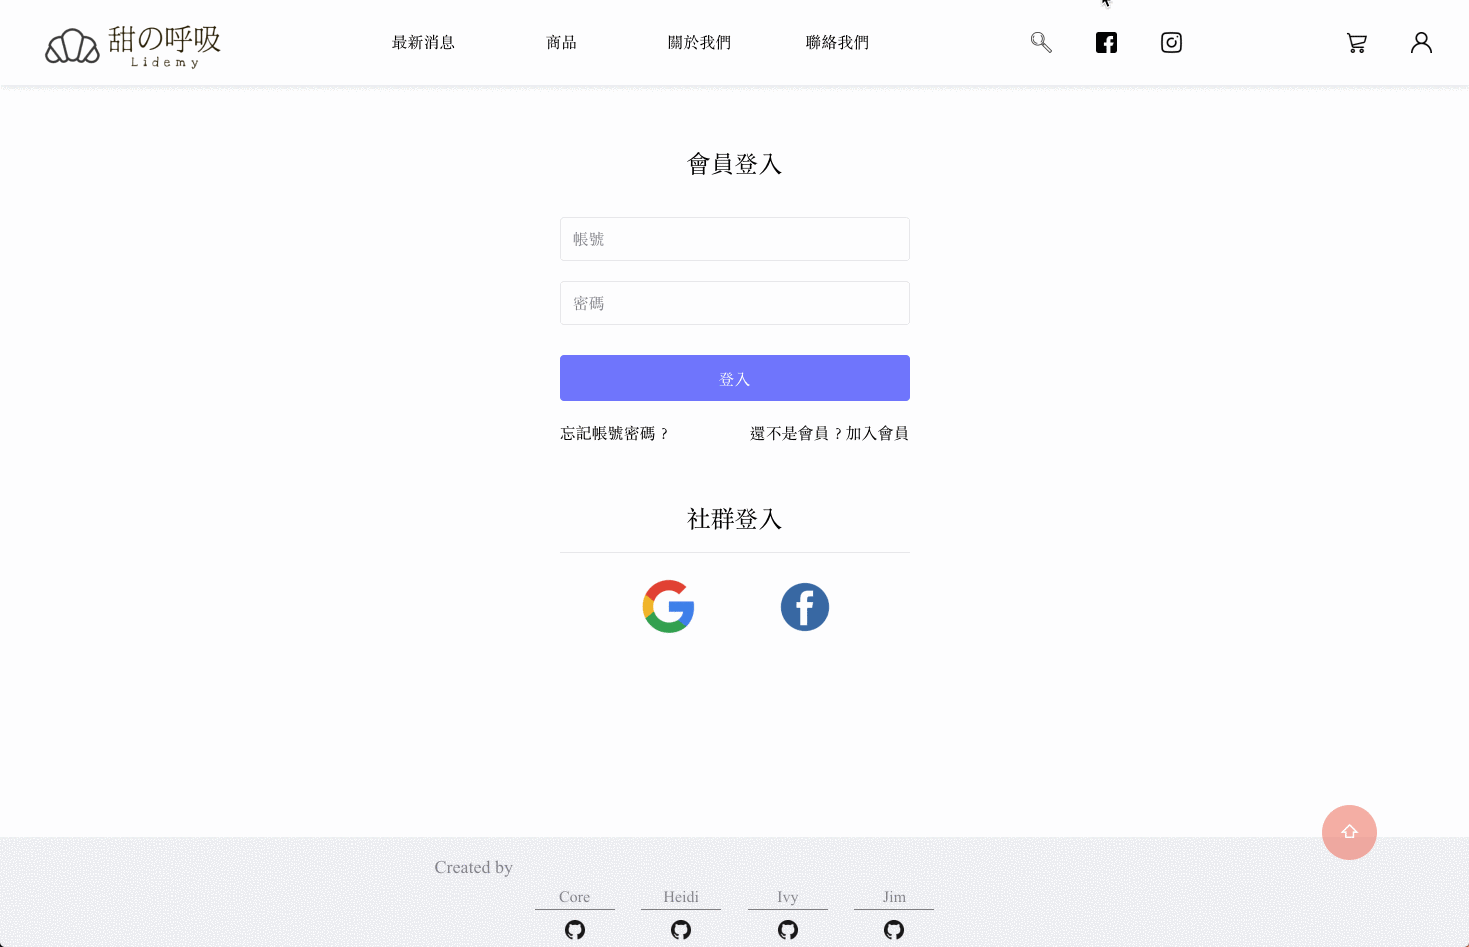 甜の呼吸
Lidemy
最新消息
商品
關於我們
聯絡我們
會員登入
帳號
密碼
登入
忘記帳號密碼 ?
還不是會員 ? 加入會員
社群登入
Created by
Core
Heidi
Ivy
Jim